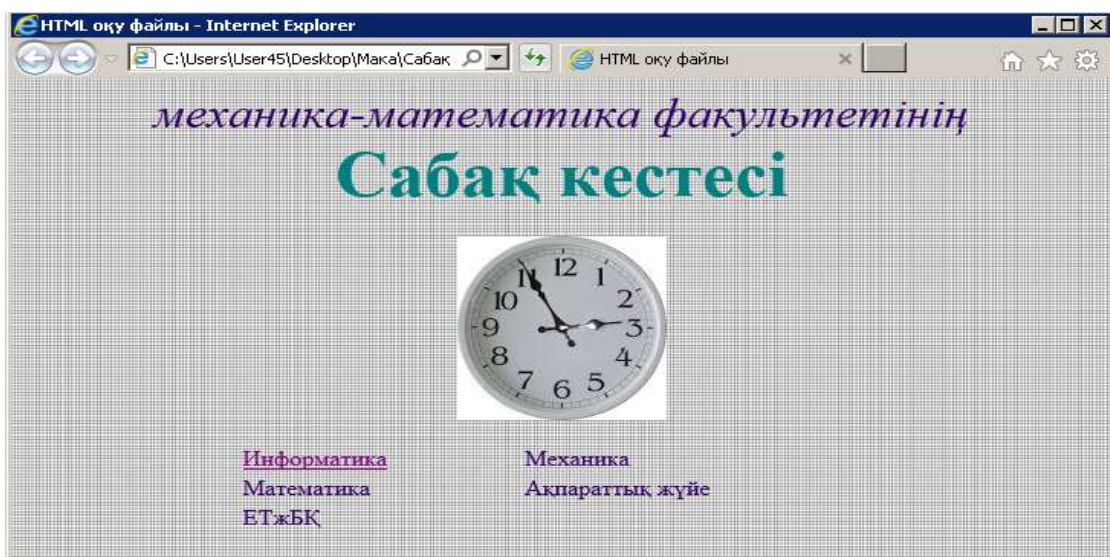 HTML оқу файлы - Internet Explorer
C:\Users\User45\Desktop\Мака\Сабақ HTML оқу файлы
механика-математика факультетінің
Сабақ кестесі
12
11 1
10 2
9 3
8 4
7 5
6
Информатика Механика
Математика Ақпараттық жүйе
ЕТжБҚ